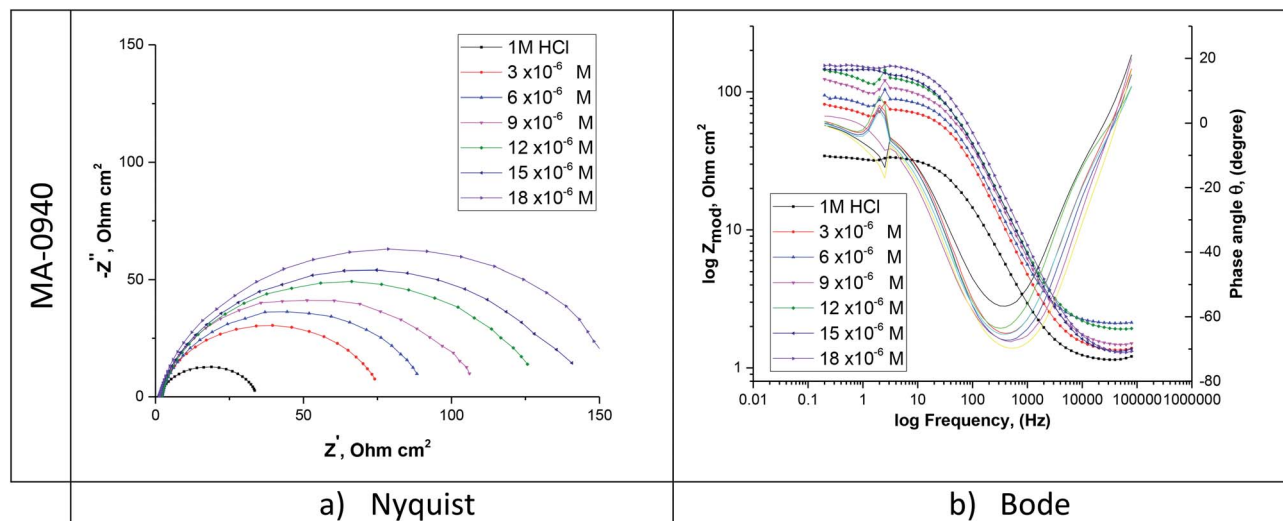 MA-0940
150
100
50
0
-Z", Ohm cm²
0
50
100
150
Z', Ohm cm²
1M HCl
3 x10⁻⁶ M
6 x10⁻⁶ M
9 x10⁻⁶ M
12 x10⁻⁶ M
15 x10⁻⁶ M
18 x10⁻⁶ M
a) Nyquist
100
10
1
log Zmod, Ohm cm²
0.01
0.1
1
10
100
1000
10000
100000
1000000
log Frequency, (Hz)
20
0
-20
-40
-60
-80
Phase angle θ, (degree)
1M HCl
3 x10⁻⁶ M
6 x10⁻⁶ M
9 x10⁻⁶ M
12 x10⁻⁶ M
15 x10⁻⁶ M
18 x10⁻⁶ M
b) Bode